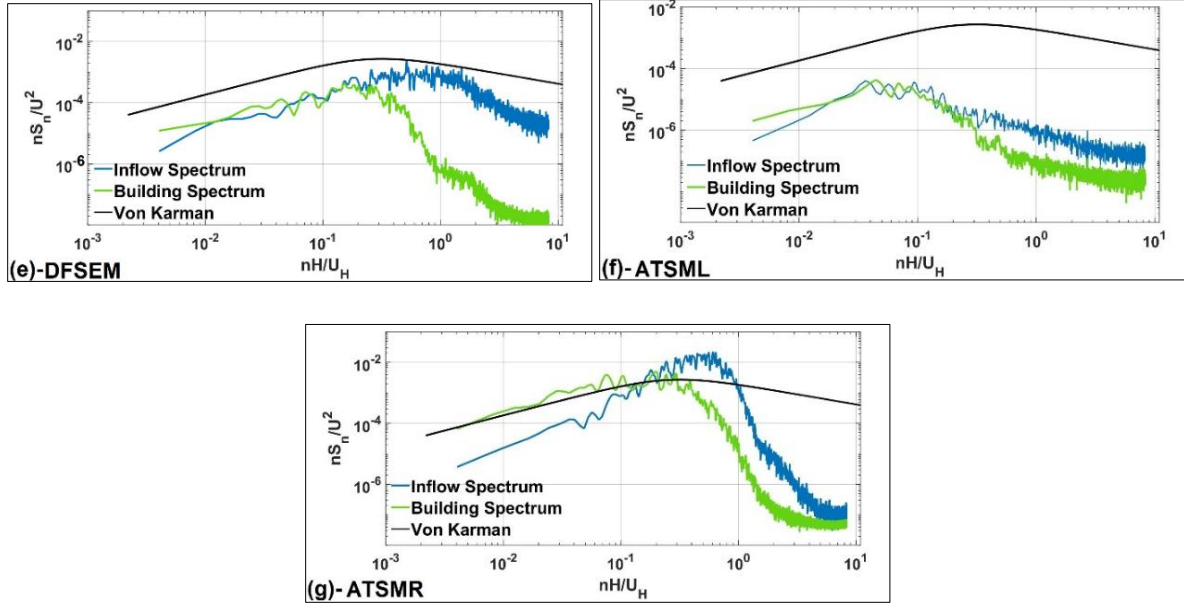 10^-2
10^-4
10^-6
nS_n/U^2
Inflow Spectrum
Building Spectrum
Von Karman
10^-3 10^-2 10^-1 10^0 10^1
(e)-DFSEM
nH/U_H
10^-2
10^-4
10^-6
nS_n/U^2
Inflow Spectrum
Building Spectrum
Von Karman
10^-3 10^-2 10^-1 10^0 10^1
(f)- ATSML
nH/U_H
10^-2
10^-4
10^-6
nS_n/U^2
Inflow Spectrum
Building Spectrum
Von Karman
10^-3 10^-2 10^-1 10^0 10^1
(g)- ATSMR
nH/U_H